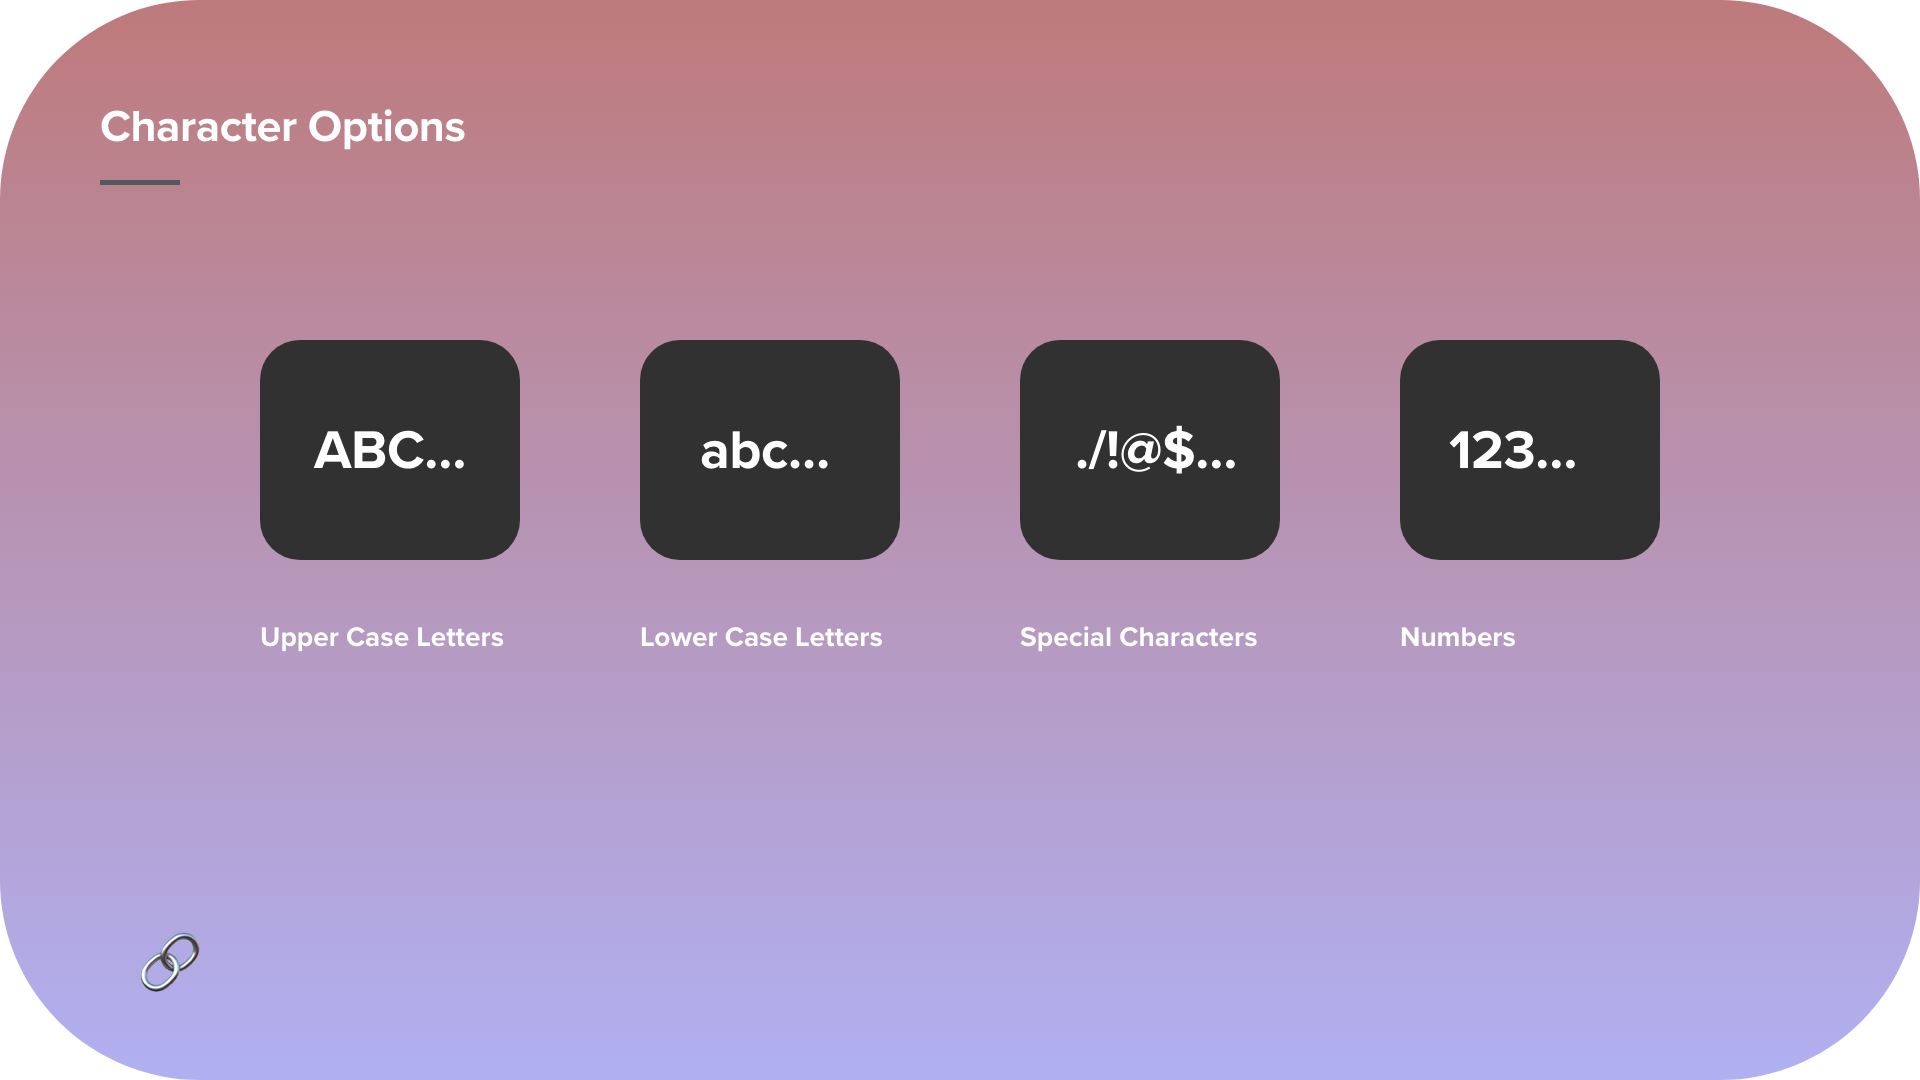 Character Options
ABC...
abc...
./!@$...
123...
Upper Case Letters
Lower Case Letters
Special Characters
Numbers